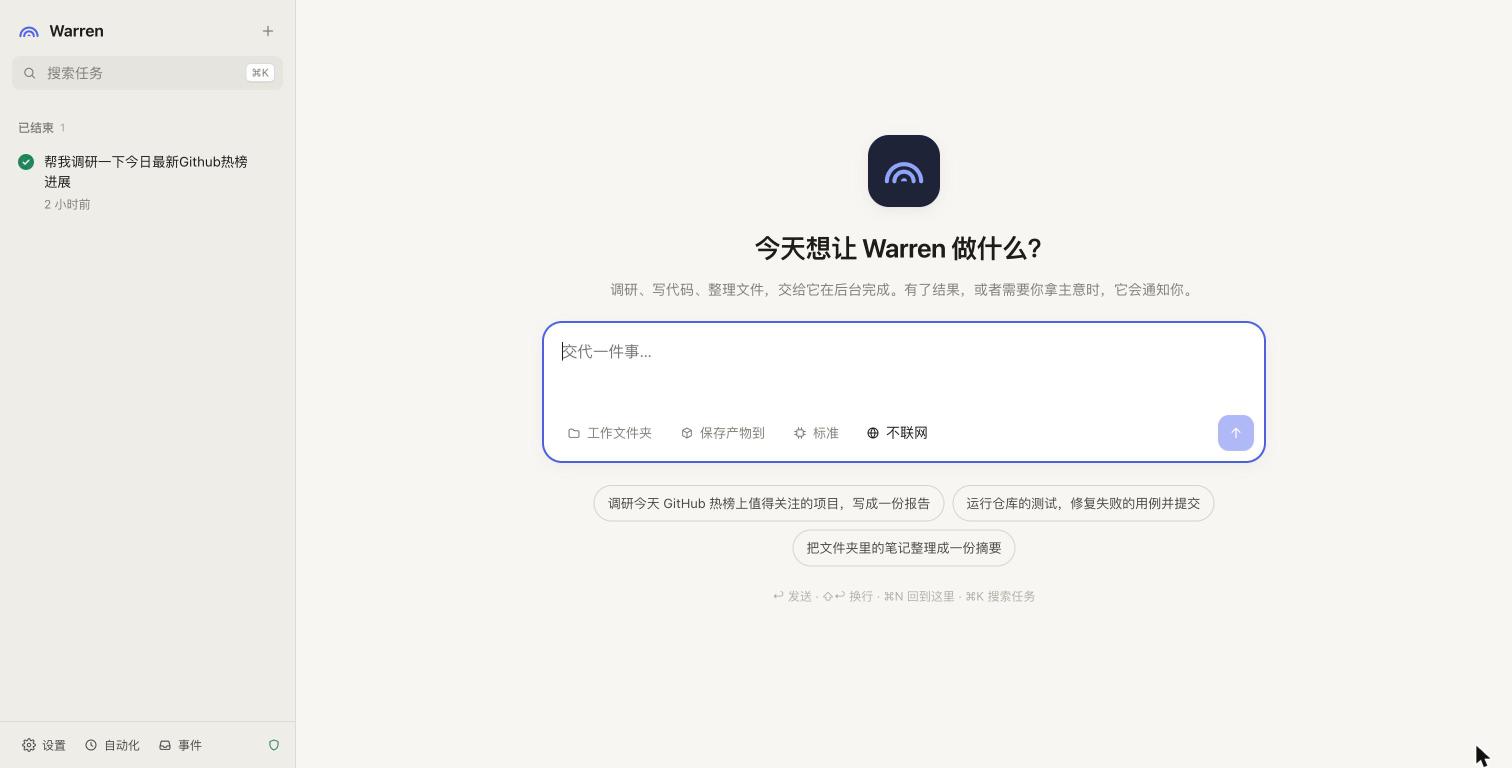 Warren
搜索任务 ⌘K
已结束 1
帮我调研一下今日最新Github热榜
进展
2 小时前
今天想让 Warren 做什么?
调研、写代码、整理文件，交给它在后台完成。有了结果，或者需要你拿主意时，它会通知你。
交代一件事...
工作文件夹 保存产物到 标准 不联网
调研今天 GitHub 热榜上值得关注的项目，写成一份报告 运行仓库的测试，修复失败的用例并提交
把文件夹里的笔记整理成一份摘要
↩ 发送 · ⇧↩ 换行 · ⌘N 回到这里 · ⌘K 搜索任务
设置 自动化 事件